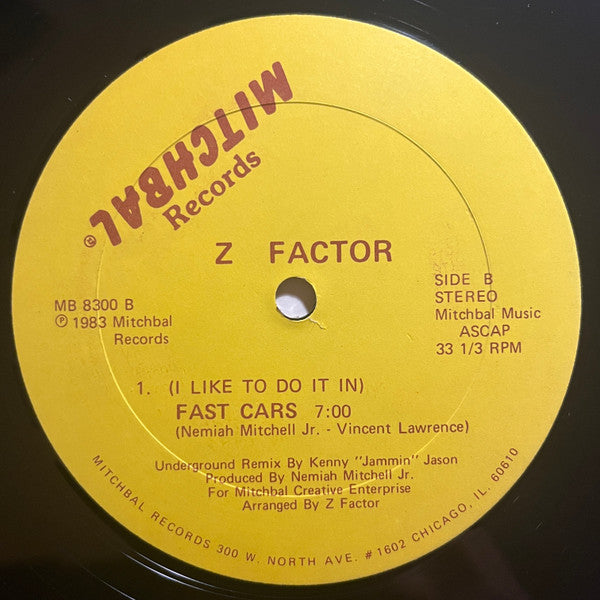 MITCHBAL
Records
Z FACTOR
MB 8300 B
℗ 1983 Mitchbal
Records
SIDE B
STEREO
Mitchbal Music
ASCAP
33 1/3 RPM
1. (I LIKE TO DO IT IN)
FAST CARS 7:00
(Nemiah Mitchell Jr. - Vincent Lawrence)
Underground Remix By Kenny "Jammin" Jason
Produced By Nemiah Mitchell Jr.
For Mitchbal Creative Enterprise
Arranged By Z Factor
MITCHBAL RECORDS 300 W. NORTH AVE. # 1602 CHICAGO, IL. 60610